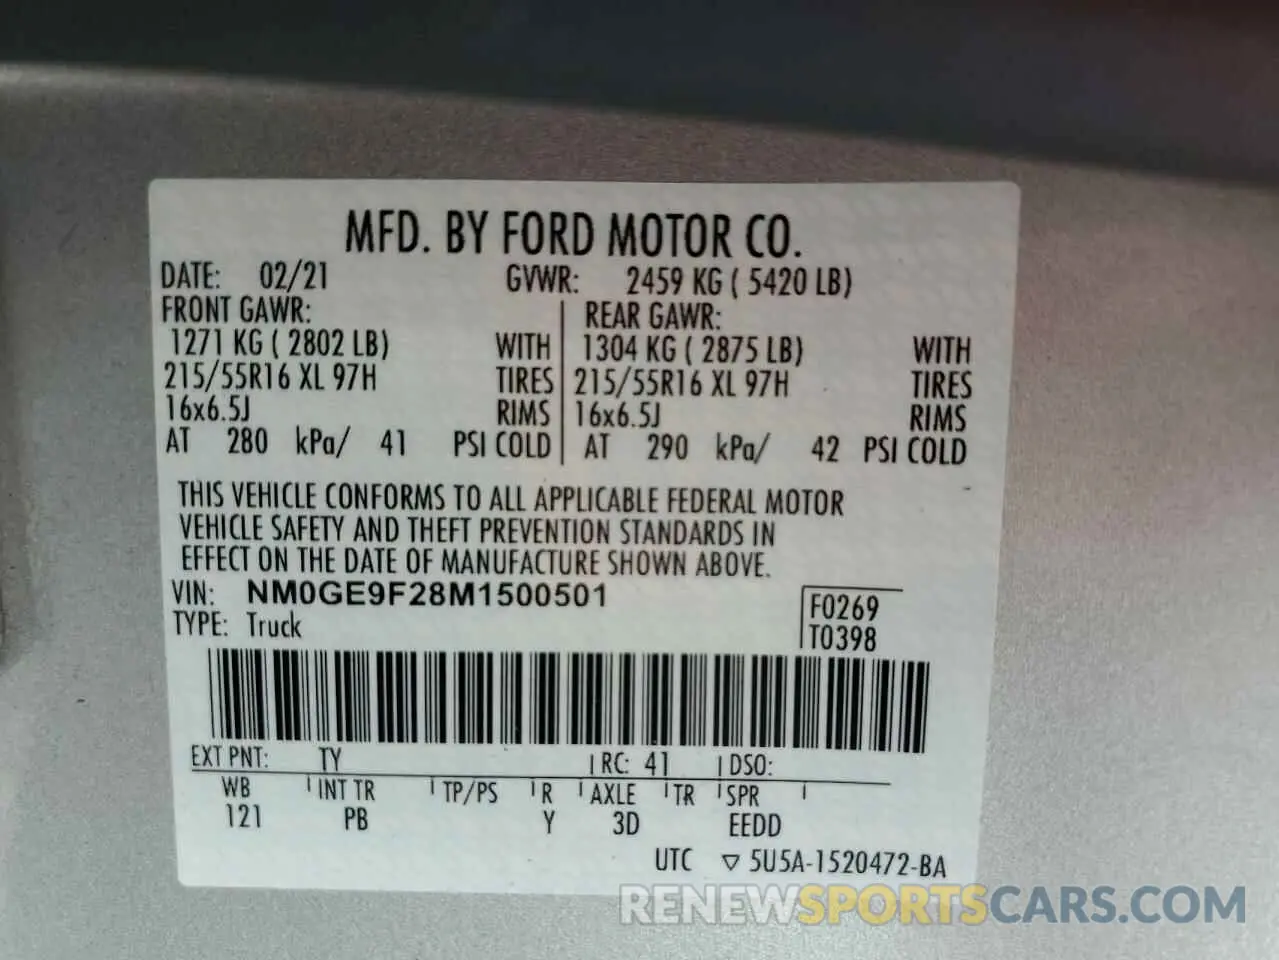 MFD. BY FORD MOTOR CO.
DATE: 02/21 GVWR: 2459 KG ( 5420 LB)
FRONT GAWR: REAR GAWR:
1271 KG ( 2802 LB) WITH 1304 KG ( 2875 LB) WITH
215/55R16 XL 97H TIRES 215/55R16 XL 97H TIRES
16x6.5J RIMS 16x6.5J RIMS
AT 280 kPa/ 41 PSI COLD AT 290 kPa/ 42 PSI COLD
THIS VEHICLE CONFORMS TO ALL APPLICABLE FEDERAL MOTOR
VEHICLE SAFETY AND THEFT PREVENTION STANDARDS IN
EFFECT ON THE DATE OF MANUFACTURE SHOWN ABOVE.
VIN: NM0GE9F28M1500501 F0269
TYPE: Truck T0398
EXT PNT: TY RC: 41 DSO:
WB INT TR TP/PS R AXLE TR SPR
121 PB Y 3D EEDD
UTC ▽ 5U5A-1520472-BA
RENEWSPORTSCARS.COM